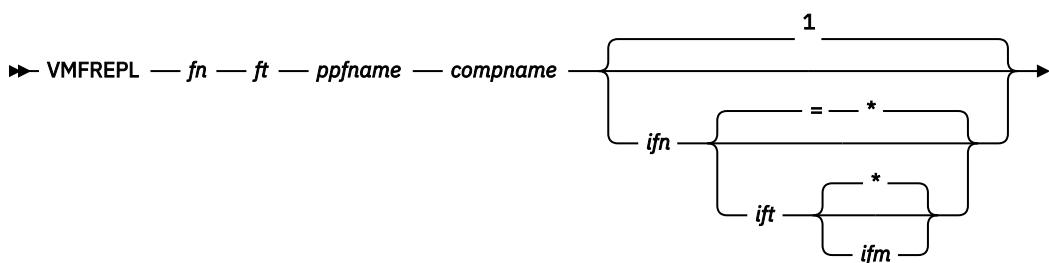 1
VMFREPL fn ft ppfname compname
= *
ifn
*
ift
ifm